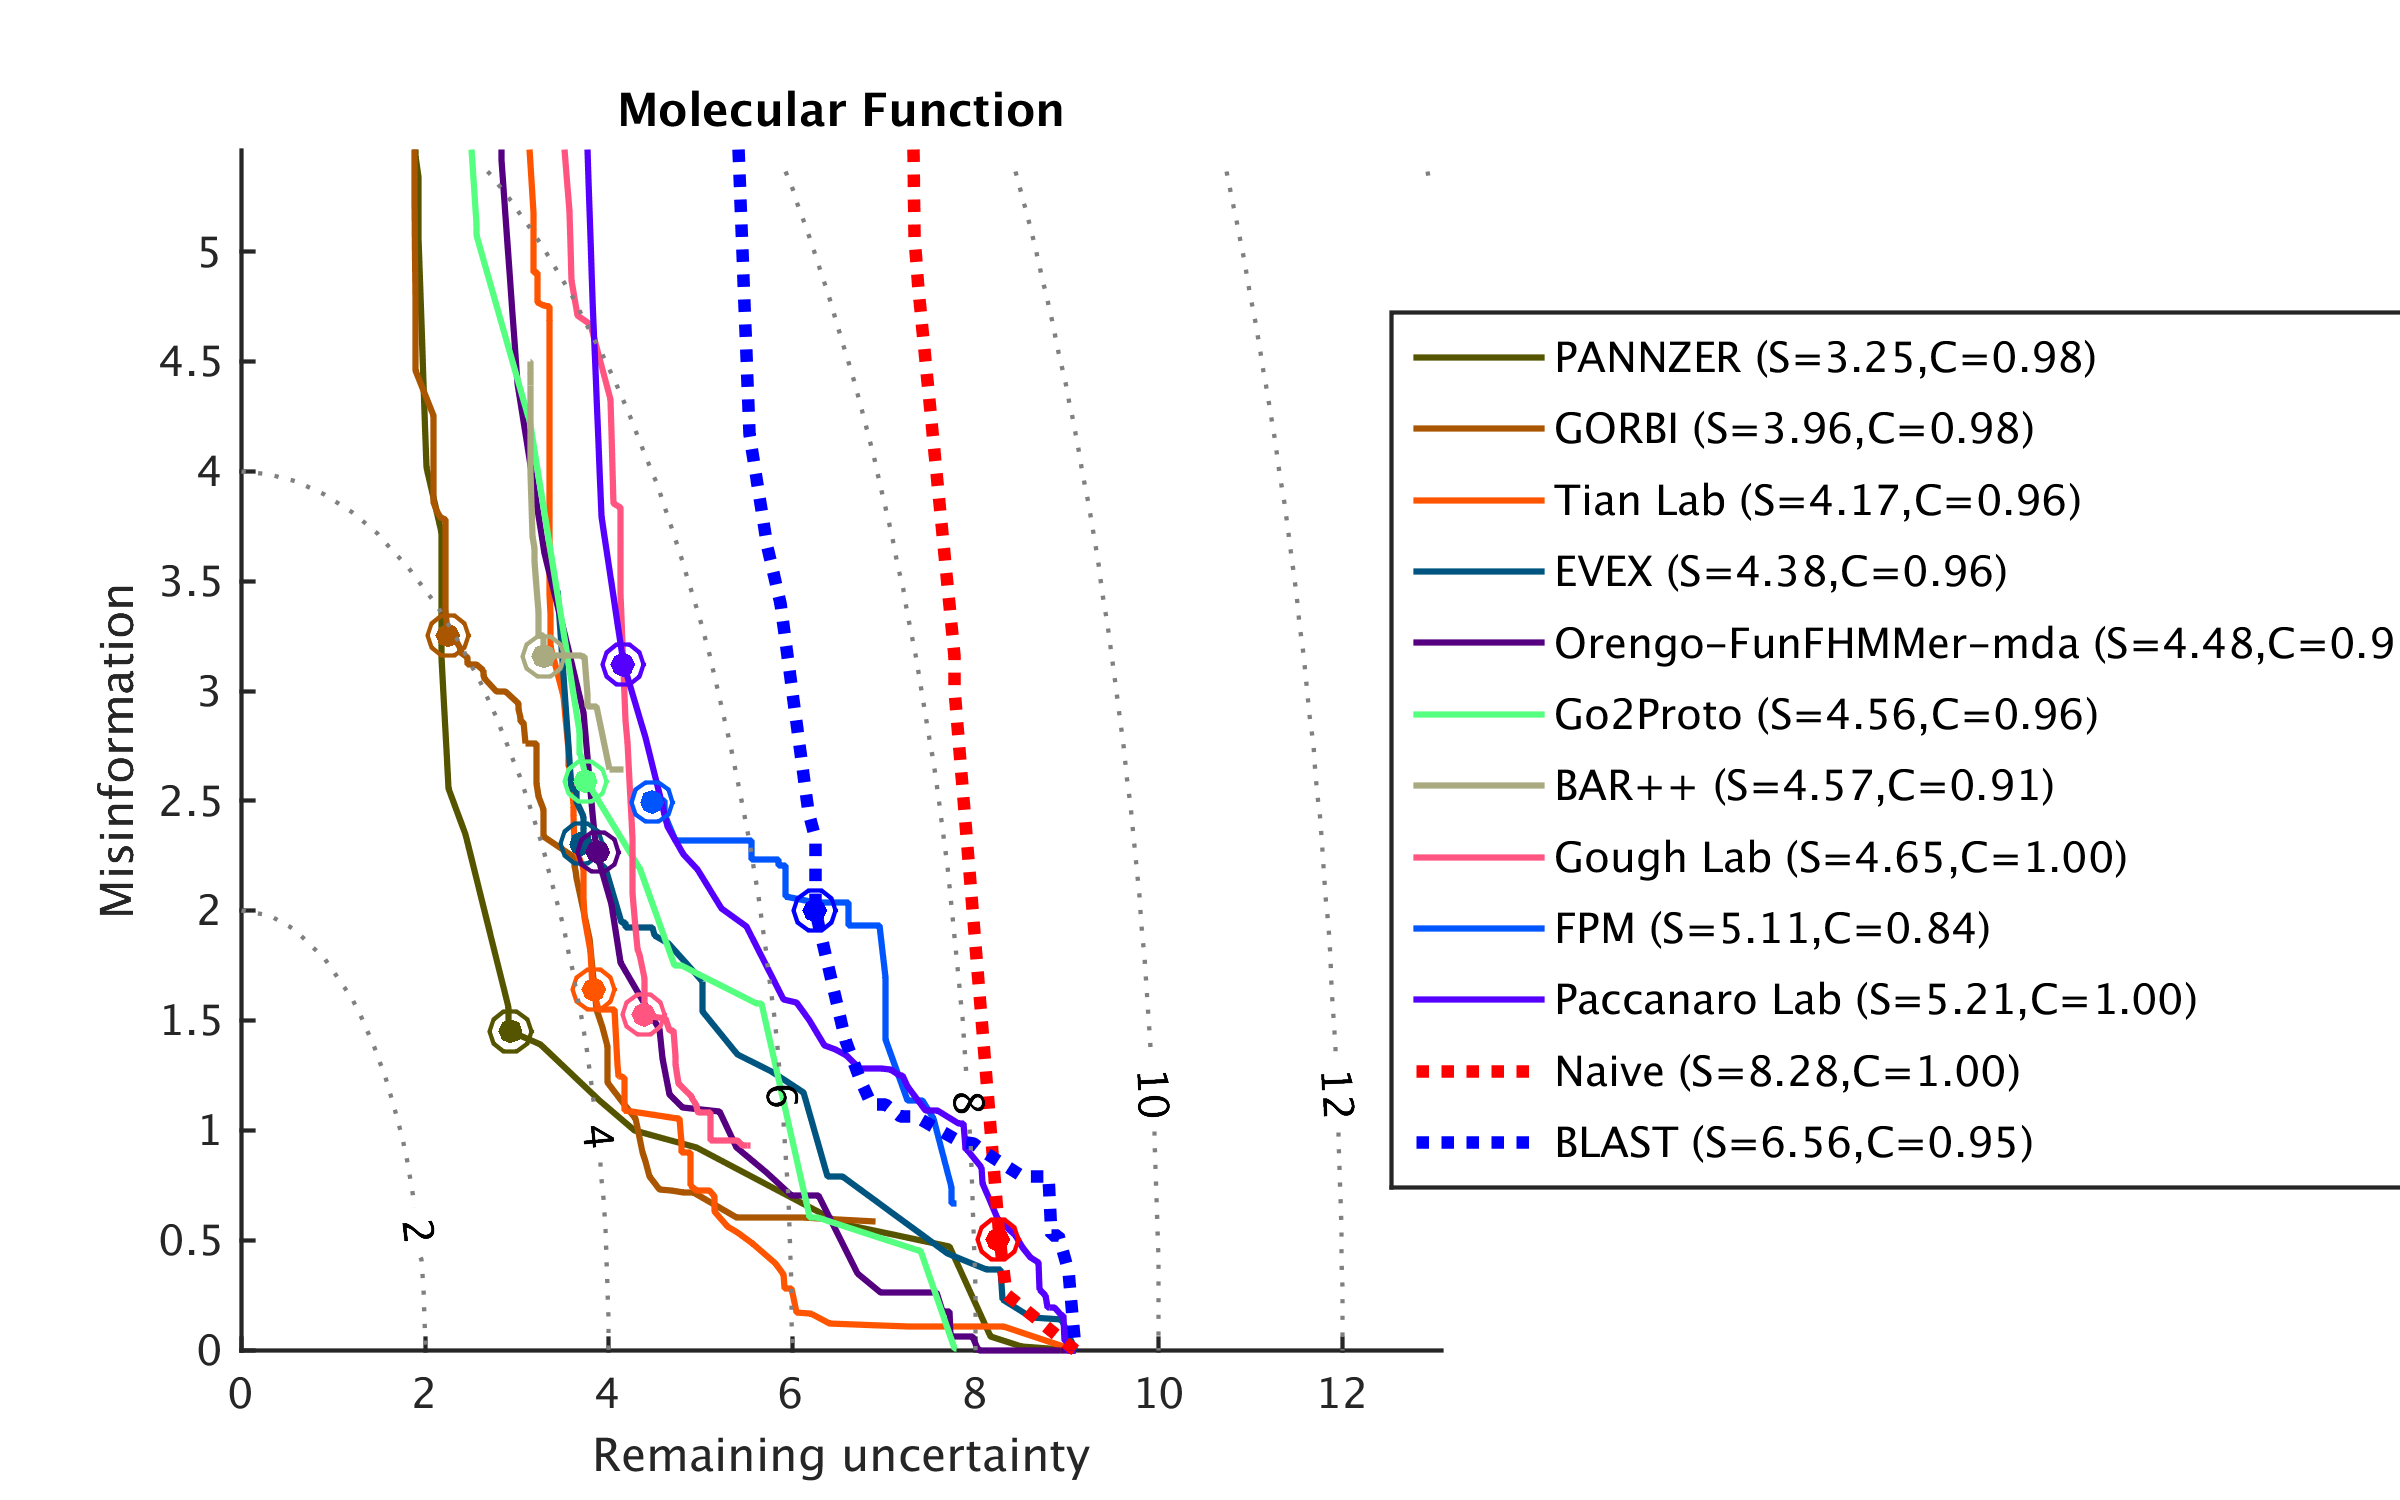 Molecular Function
Misinformation
5
4.5
4
3.5
3
2.5
2
1.5
1
0.5
0
0 2 4 6 8 10 12
Remaining uncertainty
2
4
6
8
10
12
PANNZER (S=3.25,C=0.98)
GORBI (S=3.96,C=0.98)
Tian Lab (S=4.17,C=0.96)
EVEX (S=4.38,C=0.96)
Orengo-FunFHMMer-mda (S=4.48,C=0.9
Go2Proto (S=4.56,C=0.96)
BAR++ (S=4.57,C=0.91)
Gough Lab (S=4.65,C=1.00)
FPM (S=5.11,C=0.84)
Paccanaro Lab (S=5.21,C=1.00)
Naive (S=8.28,C=1.00)
BLAST (S=6.56,C=0.95)